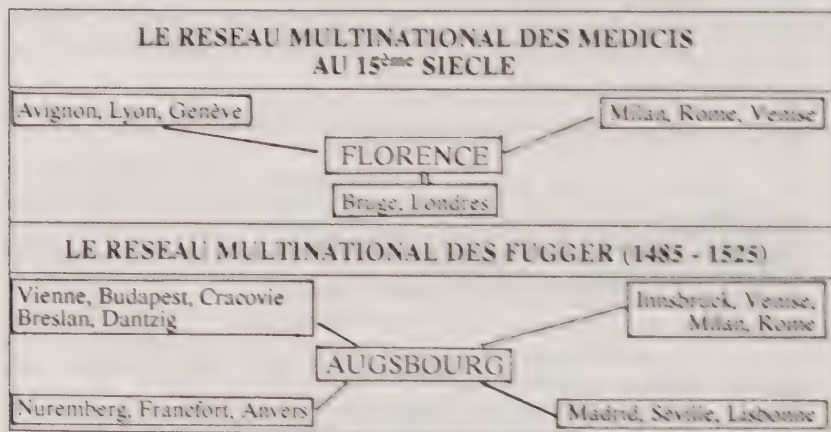 LE RESEAU MULTINATIONAL DES MEDICIS
AU 15ème SIECLE
Avignon, Lyon, Genève
Milan, Rome, Venise
FLORENCE
Bruge, Londres
LE RESEAU MULTINATIONAL DES FUGGER (1485 - 1525)
Vienne, Budapest, Cracovie
Breslan, Dantzig
Innsbruck, Venise,
Milan, Rome
AUGSBOURG
Nuremberg, Francfort, Anvers
Madrid, Séville, Lisbonne